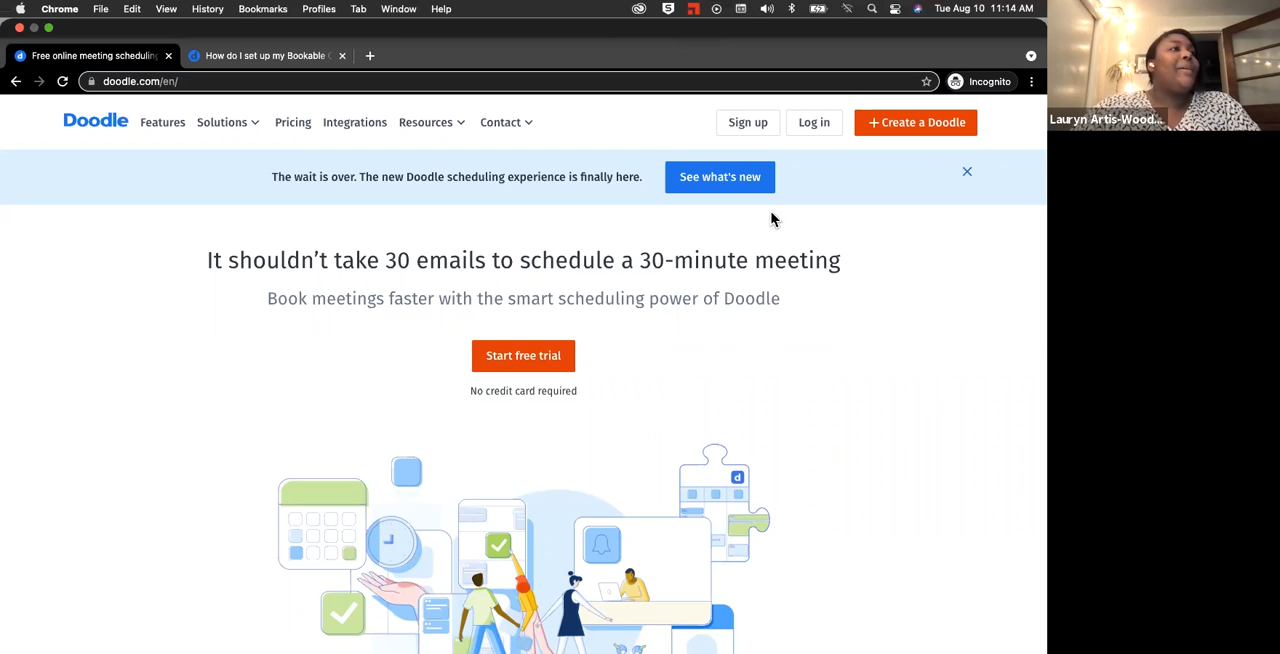 Chrome File Edit View History Bookmarks Profiles Tab Window Help Tue Aug 10 11:14 AM
Free online meeting scheduling How do I set up my Bookable
doodle.com/en/ Incognito
Doodle Features Solutions Pricing Integrations Resources Contact Sign up Log in + Create a Doodle
Lauryn Artis-Wood...
The wait is over. The new Doodle scheduling experience is finally here. See what's new
It shouldn't take 30 emails to schedule a 30-minute meeting
Book meetings faster with the smart scheduling power of Doodle
Start free trial
No credit card required
d